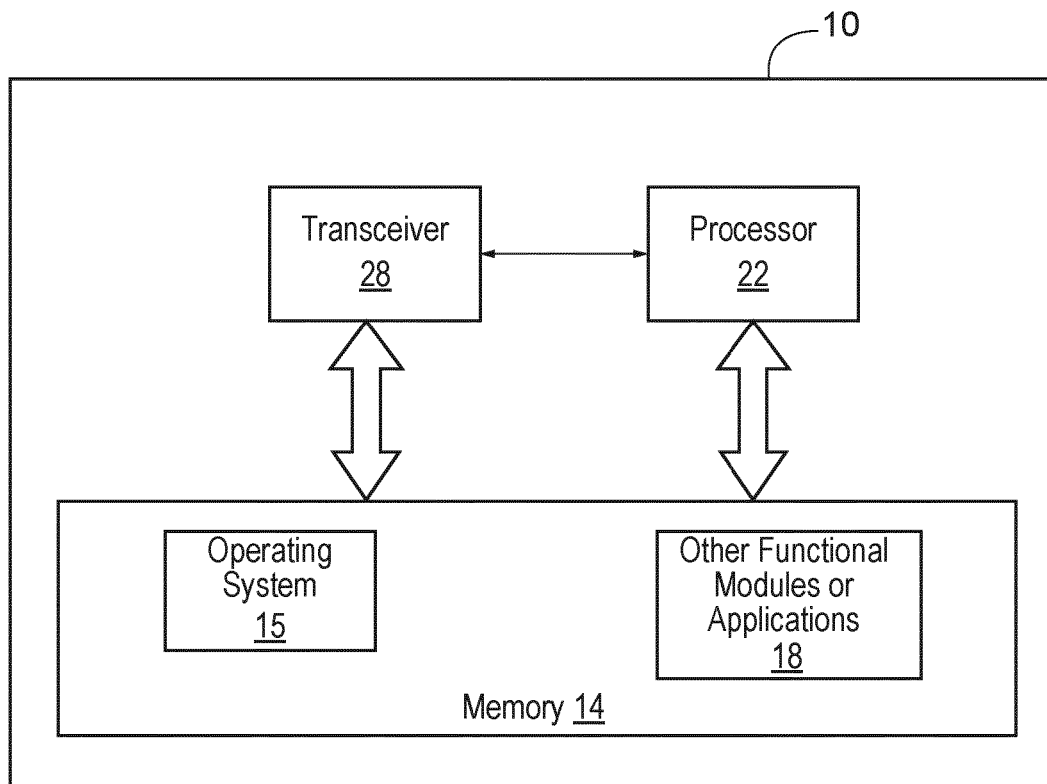 10
Transceiver
28
Processor
22
Operating
System
15
Other Functional
Modules or
Applications
18
Memory 14